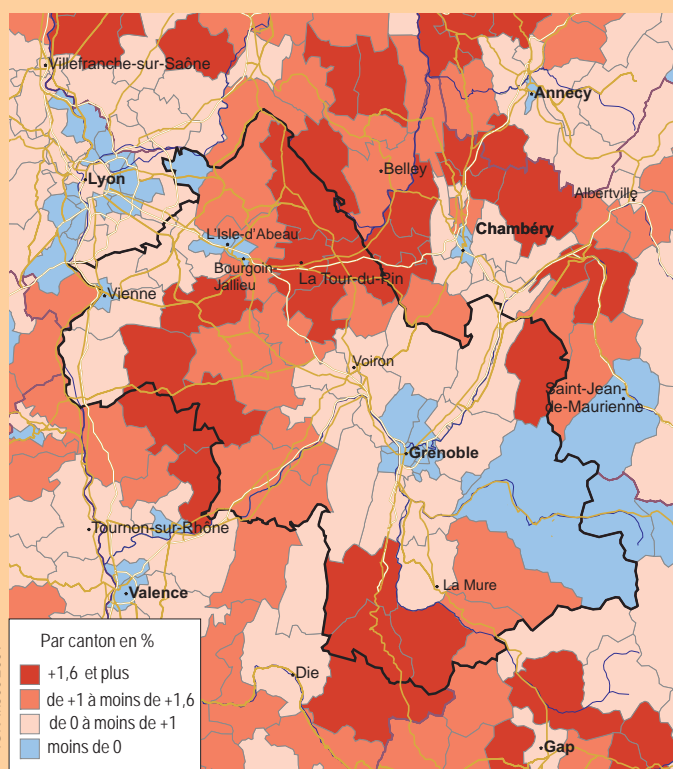 Villefranche-sur-Saône
Annecy
Lyon
Belley
Albertville
L'Isle-d'Abeau
Chambéry
Bourgoin-
Jallieu
La Tour-du-Pin
Vienne
Voiron
Saint-Jean-
de-Maurienne
Grenoble
Tournon-sur-Rhône
La Mure
Valence
Die
Gap
Par canton en %
+1,6 et plus
de +1 à moins de +1,6
de 0 à moins de +1
moins de 0